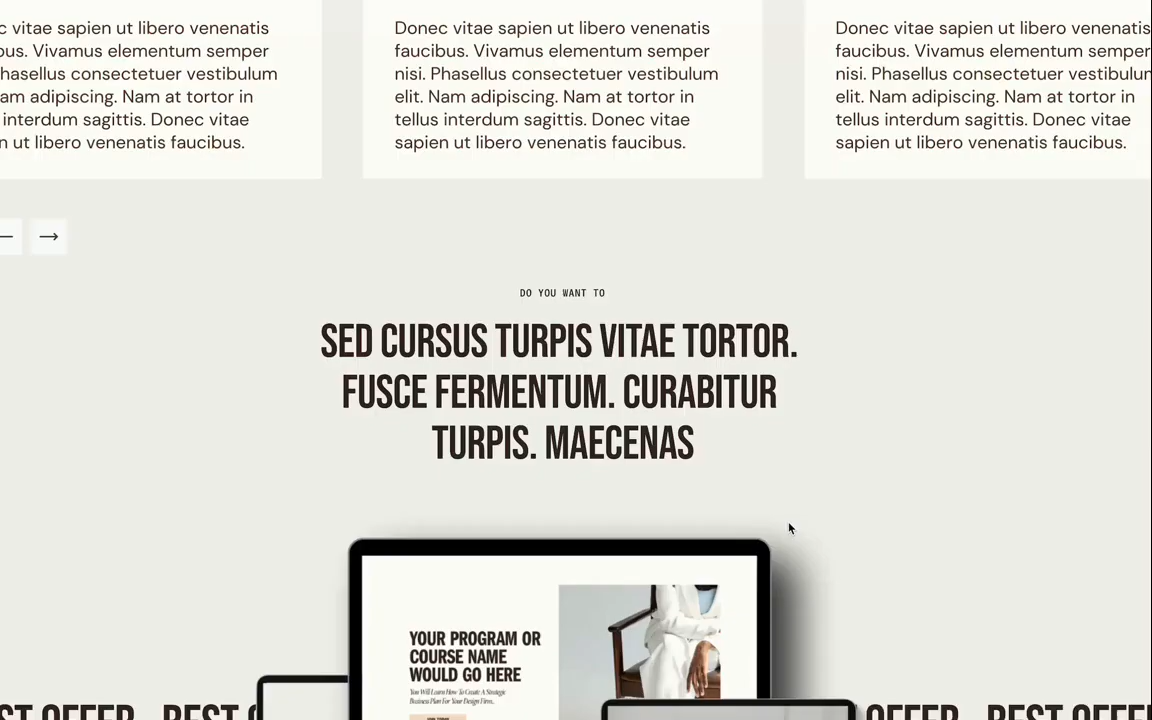 c vitae sapien ut libero venenatis
bus. Vivamus elementum semper
hasellus consectetuer vestibulum
am adipiscing. Nam at tortor in
interdum sagittis. Donec vitae
n ut libero venenatis faucibus.
Donec vitae sapien ut libero venenatis
faucibus. Vivamus elementum semper
nisi. Phasellus consectetuer vestibulum
elit. Nam adipiscing. Nam at tortor in
tellus interdum sagittis. Donec vitae
sapien ut libero venenatis faucibus.
Donec vitae sapien ut libero venenatis
faucibus. Vivamus elementum semper
nisi. Phasellus consectetuer vestibulum
elit. Nam adipiscing. Nam at tortor in
tellus interdum sagittis. Donec vitae
sapien ut libero venenatis faucibus.
→
DO YOU WANT TO
SED CURSUS TURPIS VITAE TORTOR.
FUSCE FERMENTUM. CURABITUR
TURPIS. MAECENAS
YOUR PROGRAM OR
COURSE NAME
WOULD GO HERE
You Will Learn How To Create A Strategic
Business Plan For Your Design Firm.
ST OFFER BEST O
OFFER BEST OFFE